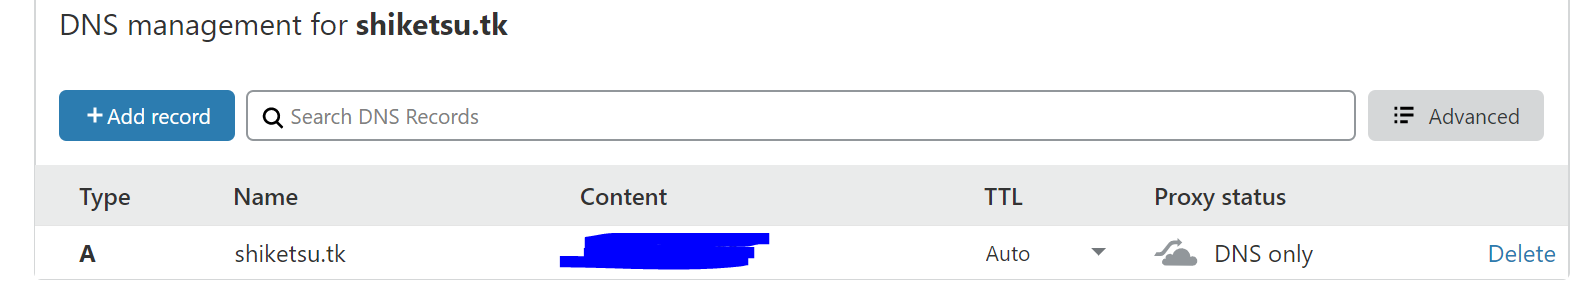 DNS management for shiketsu.tk
+ Add record
Search DNS Records
Advanced
Type Name Content TTL Proxy status
A shiketsu.tk Auto DNS only Delete